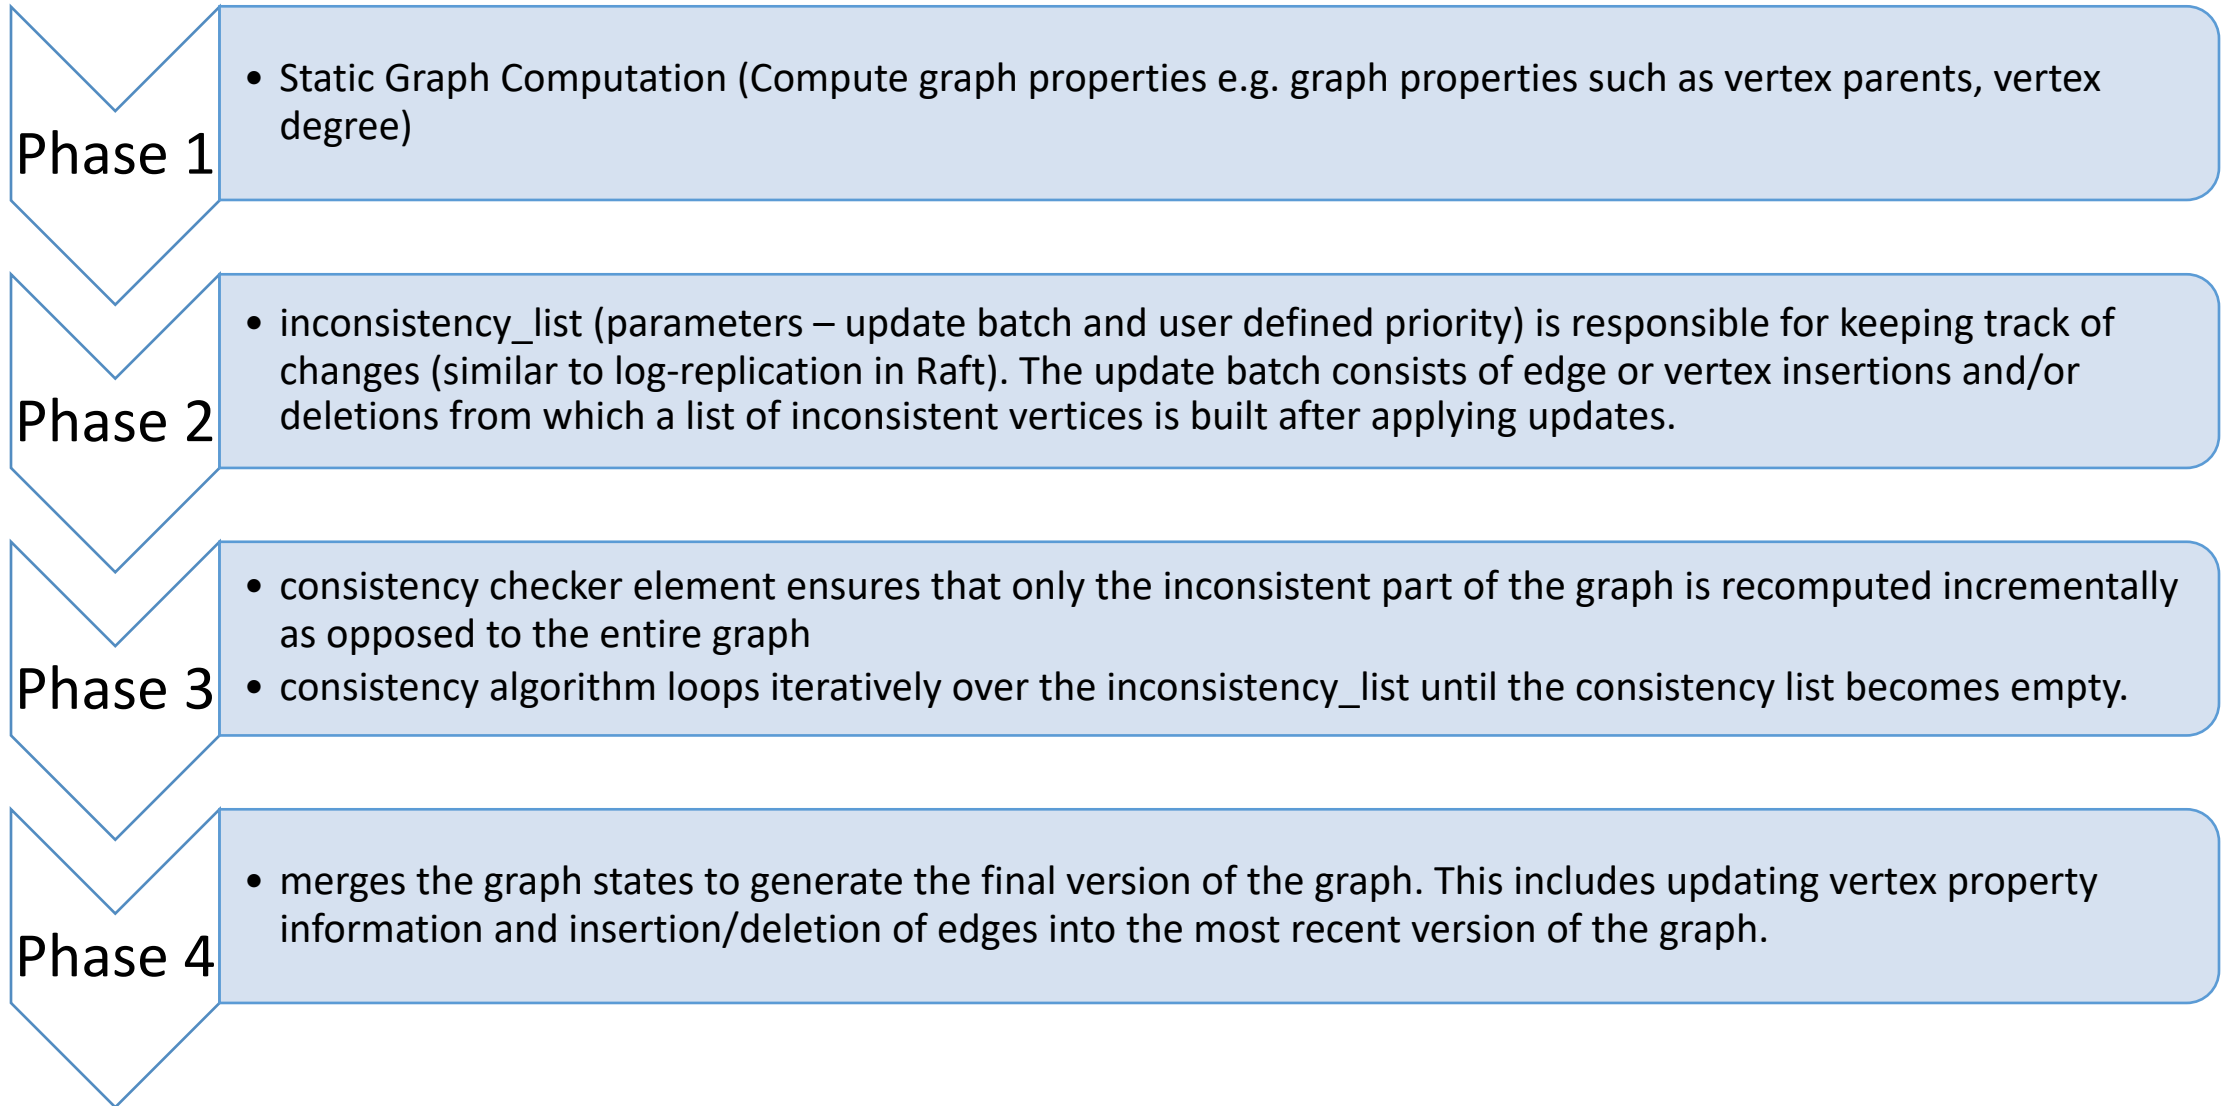 Phase 1
• Static Graph Computation (Compute graph properties e.g. graph properties such as vertex parents, vertex
degree)
Phase 2
• inconsistency_list (parameters – update batch and user defined priority) is responsible for keeping track of
changes (similar to log-replication in Raft). The update batch consists of edge or vertex insertions and/or
deletions from which a list of inconsistent vertices is built after applying updates.
Phase 3
• consistency checker element ensures that only the inconsistent part of the graph is recomputed incrementally
as opposed to the entire graph
• consistency algorithm loops iteratively over the inconsistency_list until the consistency list becomes empty.
Phase 4
• merges the graph states to generate the final version of the graph. This includes updating vertex property
information and insertion/deletion of edges into the most recent version of the graph.